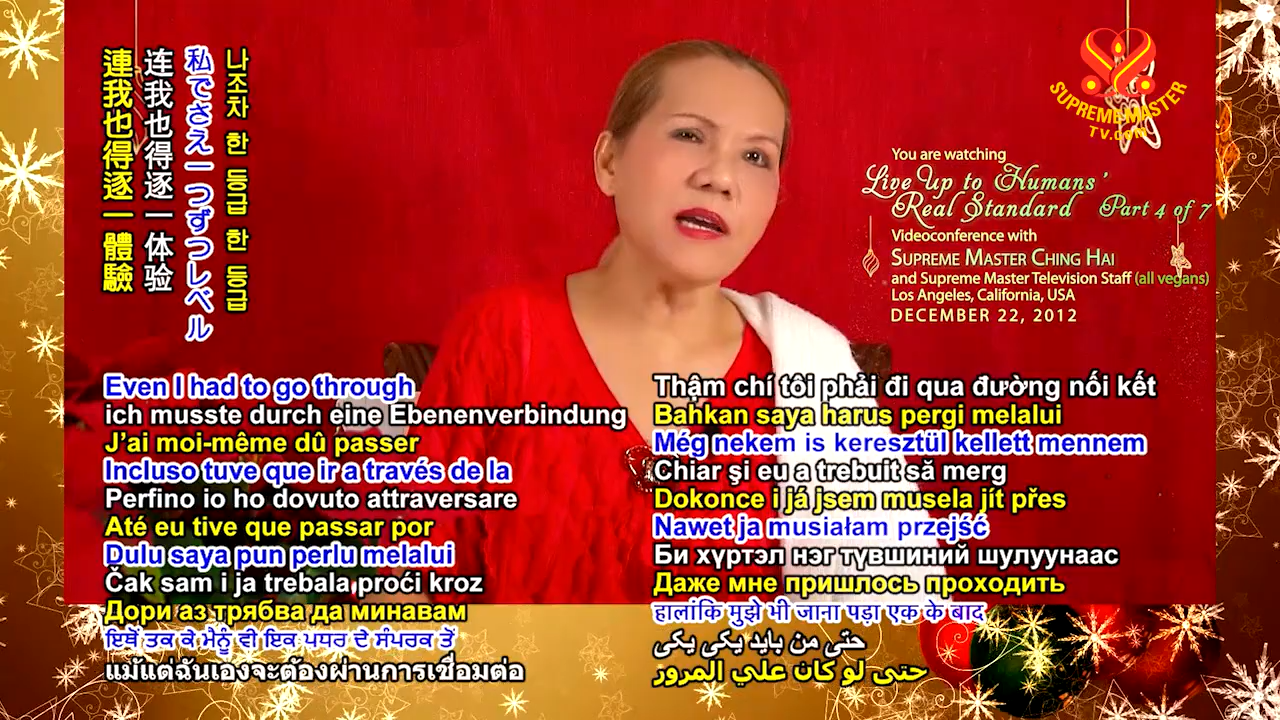 나조차 한 등급 한 등급
私でさえ一つずつレベル
连我也得逐一体验
連我也得逐一體驗
SUPREME MASTER
TV.com
You are watching
Live Up to Humans'
Real Standard Part 4 of 7
Videoconference with
SUPREME MASTER CHING HAI
and Supreme Master Television Staff (all vegans)
Los Angeles, California, USA
DECEMBER 22, 2012
Even I had to go through
ich musste durch eine Ebenenverbindung
J'ai moi-même dû passer
Incluso tuve que ir a través de la
Perfino io ho dovuto attraversare
Até eu tive que passar por
Dulu saya pun perlu melalui
Čak sam i ja trebala proći kroz
Дори аз трябва да минавам
ਇਥੋਂ ਤਕ ਕੇ ਮੈਨੂੰ ਵੀ ਇਕ ਪਧਰ ਦੇ ਸੰਪਰਕ ਤੋਂ
แม้แต่ฉันเองจะต้องผ่านการเชื่อมต่อ
Thậm chí tôi phải đi qua đường nối kết
Bahkan saya harus pergi melalui
Még nekem is keresztül kellett mennem
Chiar şi eu a trebuit să merg
Dokonce i já jsem musela jít přes
Nawet ja musiałam przejść
Би хүртэл нэг түвшиний шулуунаас
Даже мне пришлось проходить
हालांकि मुझे भी जाना पड़ा एक के बाद
حتی من باید یکی یکی
حتى لو كان علي المرور